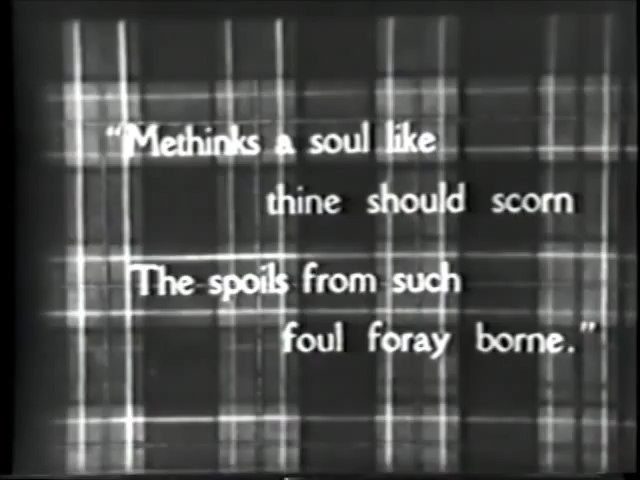 "Methinks a soul like
thine should scorn
The spoils from such
foul foray borne."